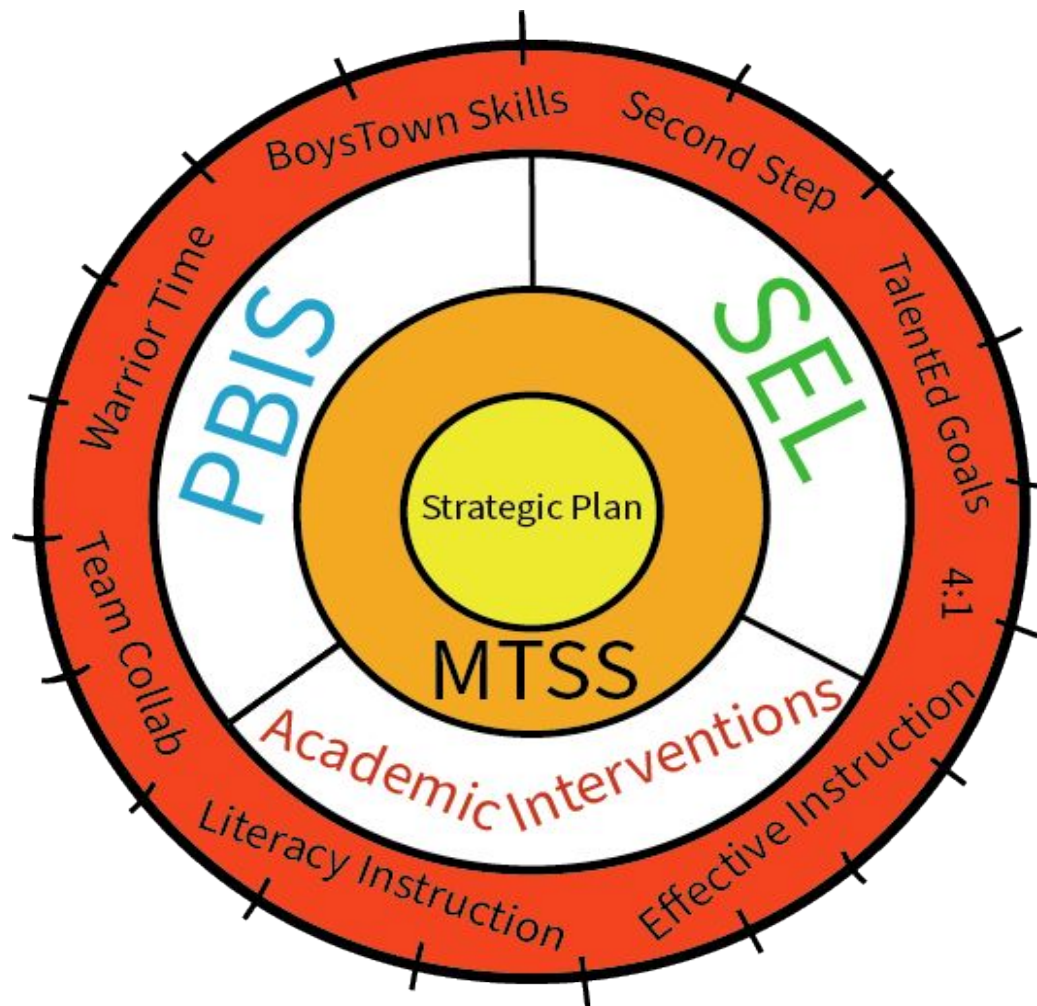 BoysTown Skills
Second Step
TalentEd Goals
4:1
Effective Instruction
Literacy Instruction
Team Collab
Warrior Time
PBIS
SEL
Academic Interventions
MTSS
Strategic Plan